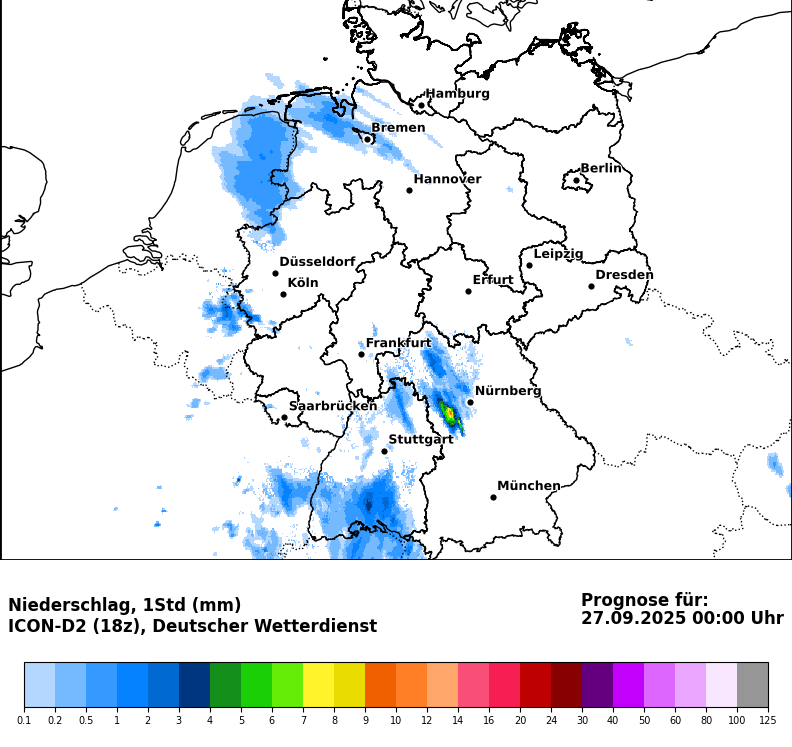 Hamburg
Bremen
Berlin
Hannover
Leipzig
Düsseldorf
Dresden
Erfurt
Köln
Frankfurt
Nürnberg
Saarbrücken
Stuttgart
München
Niederschlag, 1Std (mm)
ICON-D2 (18z), Deutscher Wetterdienst
Prognose für:
27.09.2025 00:00 Uhr
0.1 0.2 0.5 1 2 3 4 5 6 7 8 9 10 12 14 16 20 24 30 40 50 60 80 100 125